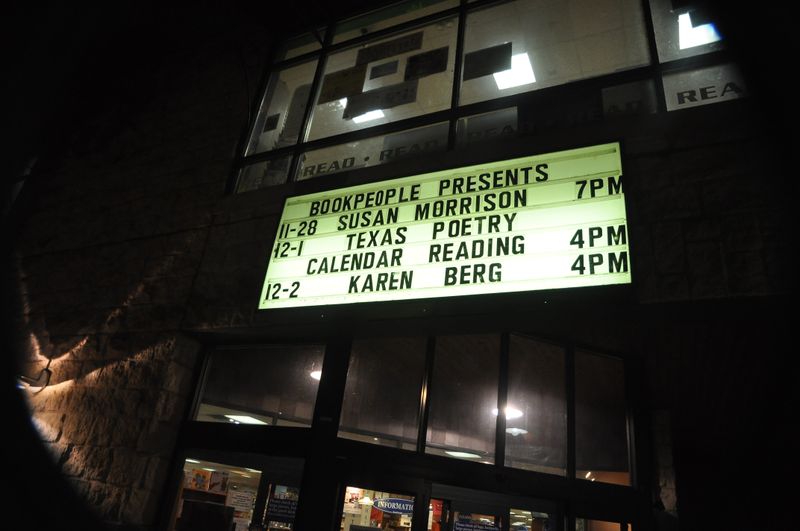 READ
READ • READ
BOOKPEOPLE PRESENTS
11-28 SUSAN MORRISON 7PM
12-1 TEXAS POETRY
CALENDAR READING 4PM
12-2 KAREN BERG 4PM
INFORMATION